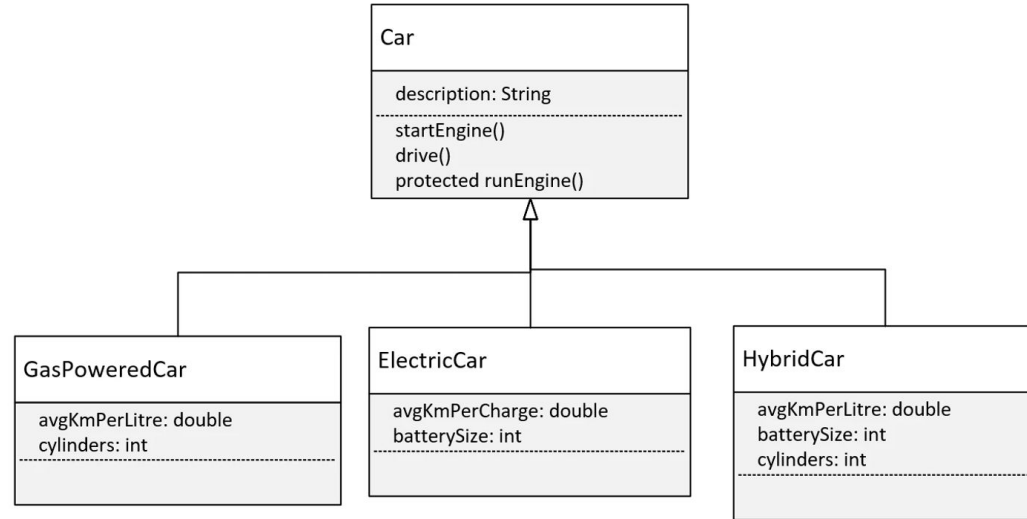 Car
description: String
startEngine()
drive()
protected runEngine()
GasPoweredCar
avgKmPerLitre: double
cylinders: int
ElectricCar
avgKmPerCharge: double
batterySize: int
HybridCar
avgKmPerLitre: double
batterySize: int
cylinders: int